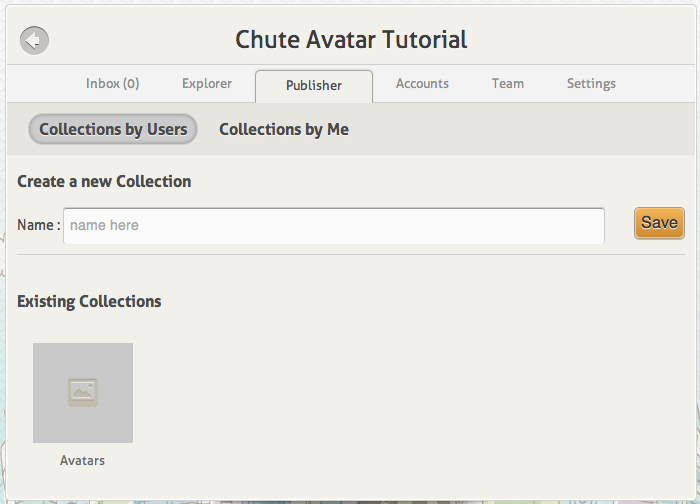 Chute Avatar Tutorial
Inbox (0) Explorer Publisher Accounts Team Settings
Collections by Users Collections by Me
Create a new Collection
Name : name here Save
Existing Collections
Avatars